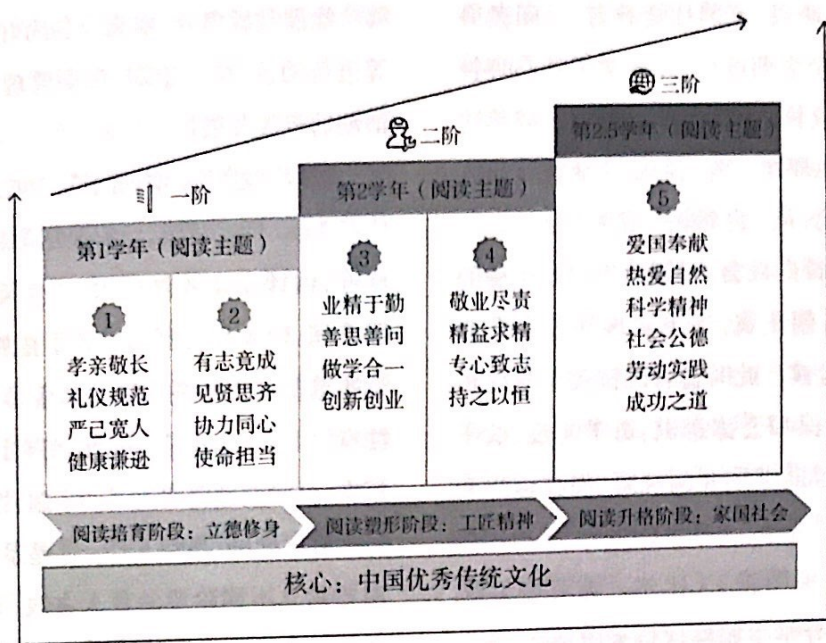 三阶
二阶
一阶
第2.5学年（阅读主题）
第2学年（阅读主题）
第1学年（阅读主题）
1
孝亲敬长
礼仪规范
严己宽人
健康谦逊
2
有志竟成
见贤思齐
协力同心
使命担当
3
业精于勤
善思善问
做学合一
创新创业
4
敬业尽责
精益求精
专心致志
持之以恒
5
爱国奉献
热爱自然
科学精神
社会公德
劳动实践
成功之道
阅读培育阶段：立德修身
阅读塑形阶段：工匠精神
阅读升格阶段：家国社会
核心：中国优秀传统文化